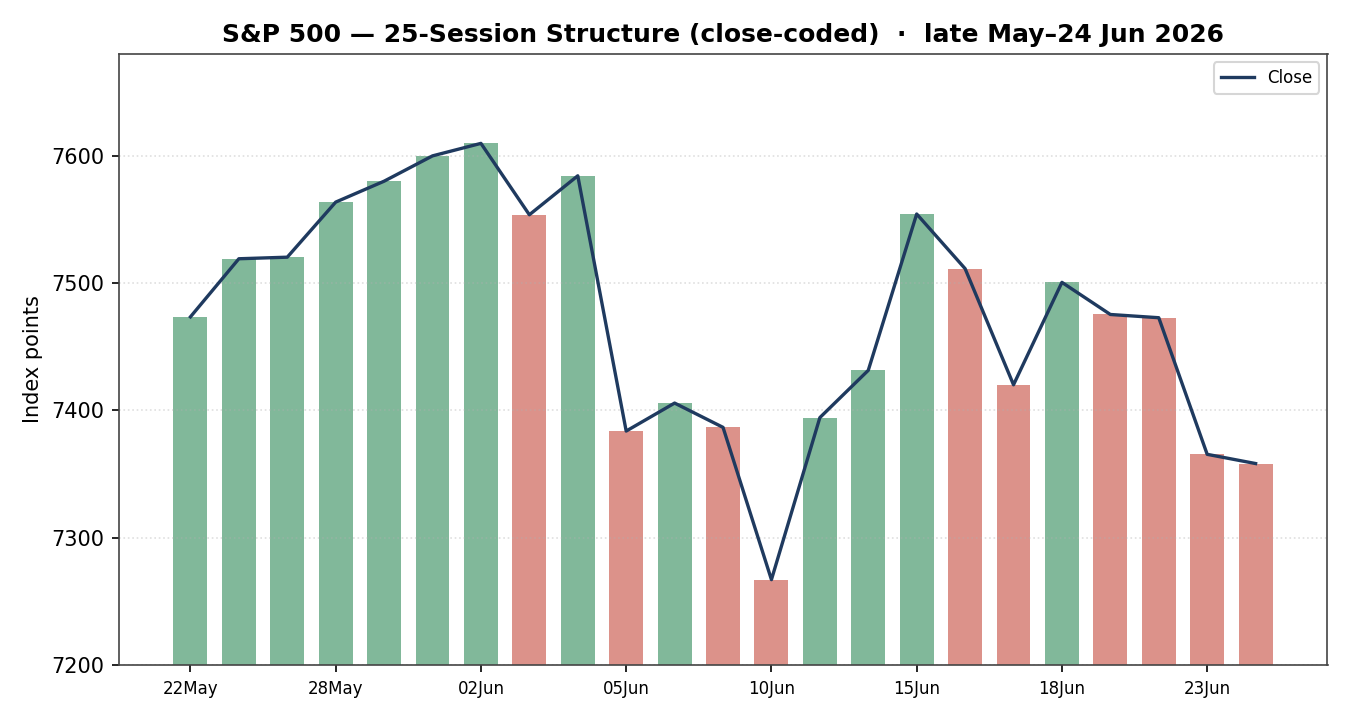 S&P 500 — 25-Session Structure (close-coded)  ·  late May–24 Jun 2026
Close
Index points
7600
7500
7400
7300
7200
22May
28May
02Jun
05Jun
10Jun
15Jun
18Jun
23Jun